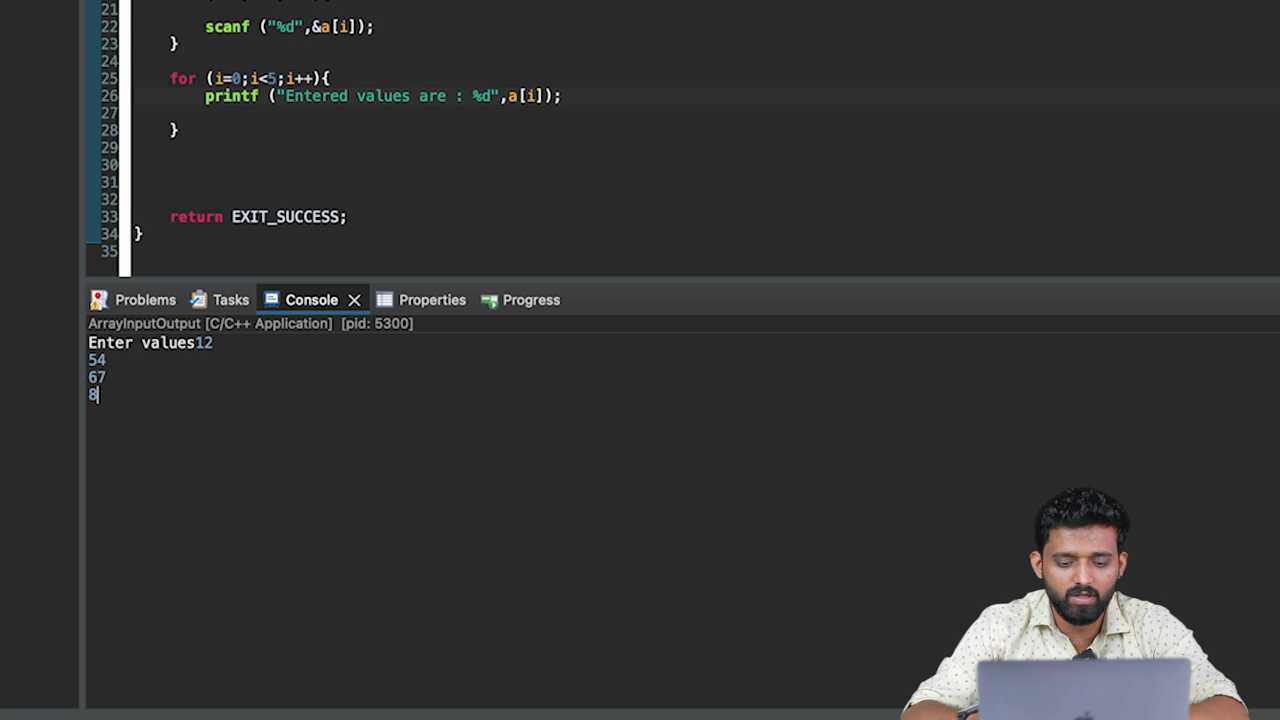 21
22 scanf ("%d",&a[i]);
23 }
24
25 for (i=0;i<5;i++){
26 printf ("Entered values are : %d",a[i]);
27
28 }
29
30
31
32
33 return EXIT_SUCCESS;
34 }
35
Problems Tasks Console Properties Progress
ArrayInputOutput [C/C++ Application] [pid: 5300]
Enter values12
54
67
8